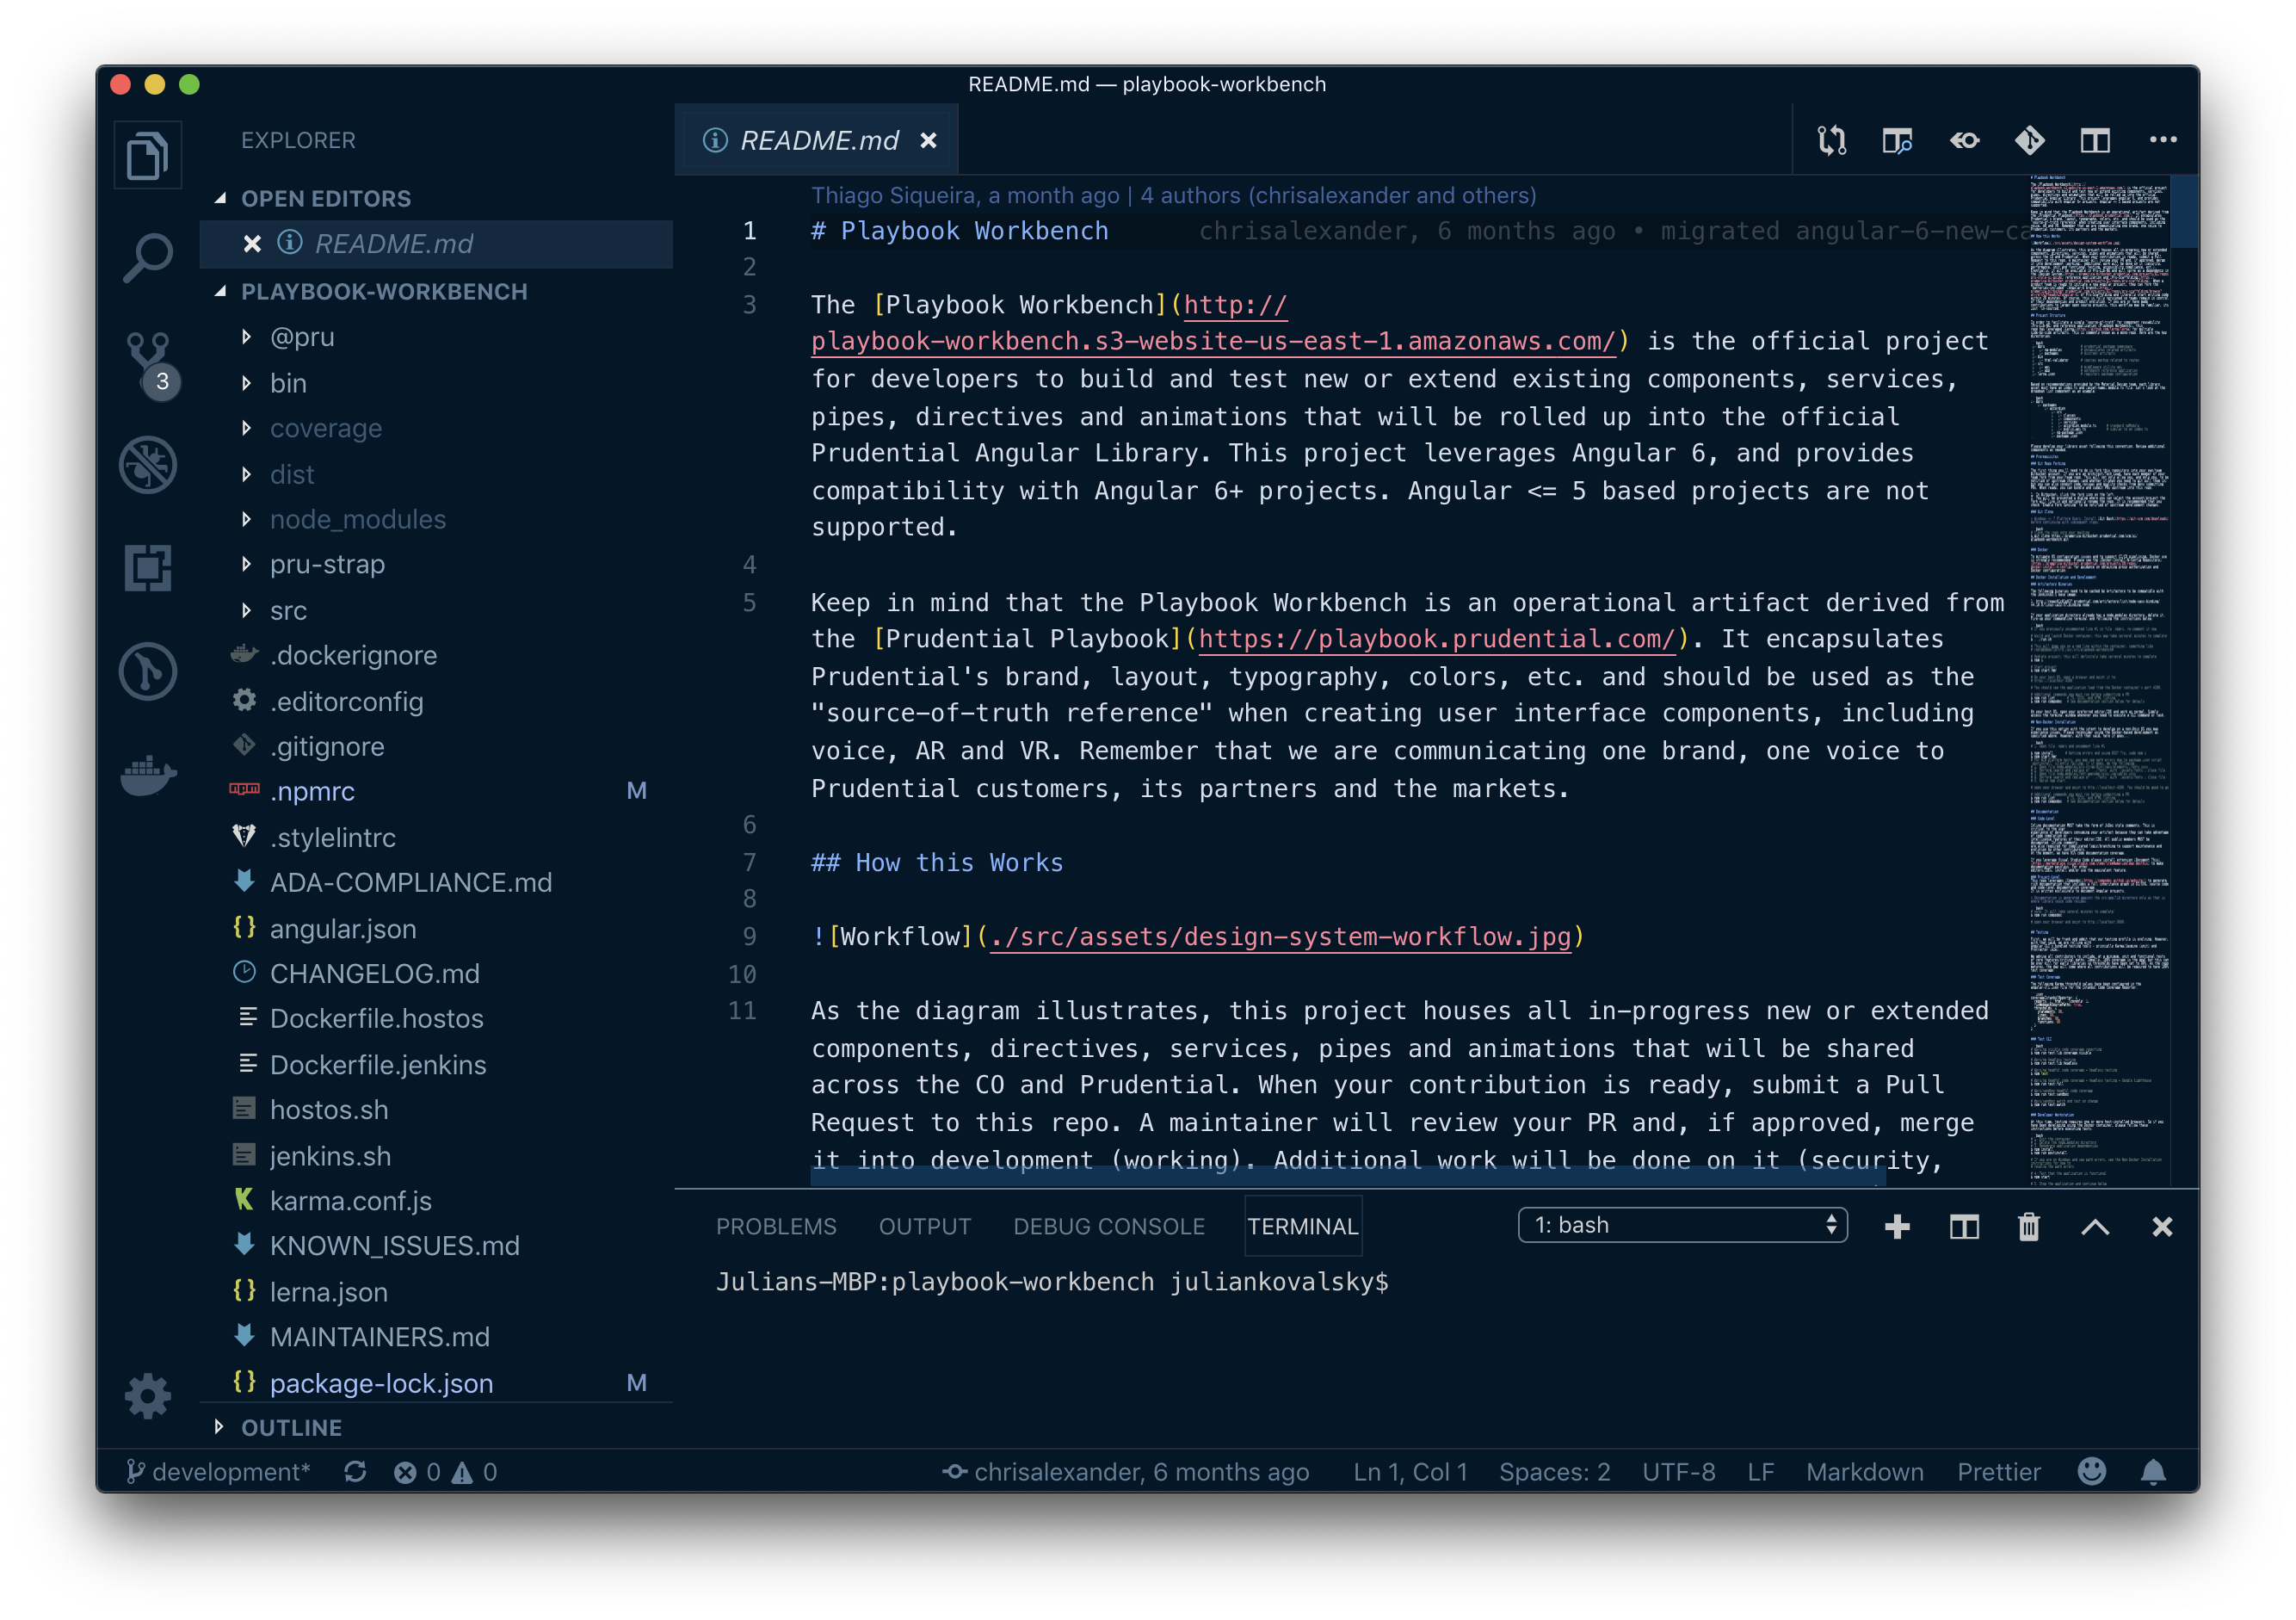 README.md — playbook-workbench
EXPLORER
OPEN EDITORS
README.md
PLAYBOOK-WORKBENCH
@pru
bin
coverage
dist
node_modules
pru-strap
src
.dockerignore
.editorconfig
.gitignore
.npmrc M
.stylelintrc
ADA-COMPLIANCE.md
angular.json
CHANGELOG.md
Dockerfile.hostos
Dockerfile.jenkins
hostos.sh
jenkins.sh
karma.conf.js
KNOWN_ISSUES.md
lerna.json
MAINTAINERS.md
package-lock.json M
OUTLINE
3
README.md
Thiago Siqueira, a month ago | 4 authors (chrisalexander and others)
1 # Playbook Workbench chrisalexander, 6 months ago • migrated angular-6-new-ca
2
3 The [Playbook Workbench](http://
playbook-workbench.s3-website-us-east-1.amazonaws.com/) is the official project
for developers to build and test new or extend existing components, services,
pipes, directives and animations that will be rolled up into the official
Prudential Angular Library. This project leverages Angular 6, and provides
compatibility with Angular 6+ projects. Angular <= 5 based projects are not
supported.
4
5 Keep in mind that the Playbook Workbench is an operational artifact derived from
the [Prudential Playbook](https://playbook.prudential.com/). It encapsulates
Prudential's brand, layout, typography, colors, etc. and should be used as the
"source-of-truth reference" when creating user interface components, including
voice, AR and VR. Remember that we are communicating one brand, one voice to
Prudential customers, its partners and the markets.
6
7 ## How this Works
8
9 ![Workflow](./src/assets/design-system-workflow.jpg)
10
11 As the diagram illustrates, this project houses all in-progress new or extended
components, directives, services, pipes and animations that will be shared
across the CO and Prudential. When your contribution is ready, submit a Pull
Request to this repo. A maintainer will review your PR and, if approved, merge
it into development (working). Additional work will be done on it (security,
PROBLEMS OUTPUT DEBUG CONSOLE TERMINAL 1: bash
Julians-MBP:playbook-workbench juliankovalsky$
development* 0 0 chrisalexander, 6 months ago Ln 1, Col 1 Spaces: 2 UTF-8 LF Markdown Prettier